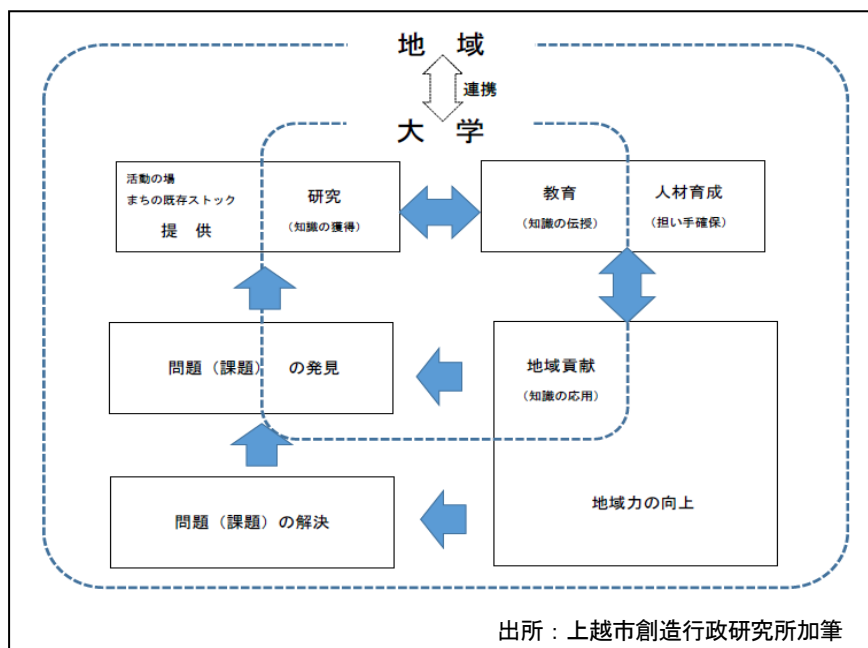 地 域
連携
大 学
活動の場
まちの既存ストック
提 供
研究
(知識の獲得)
教育
(知識の伝授)
人材育成
(担い手確保)
問題（課題） の発見
地域貢献
(知識の応用)
問題（課題）の解決
地域力の向上
出所：上越市創造行政研究所加筆